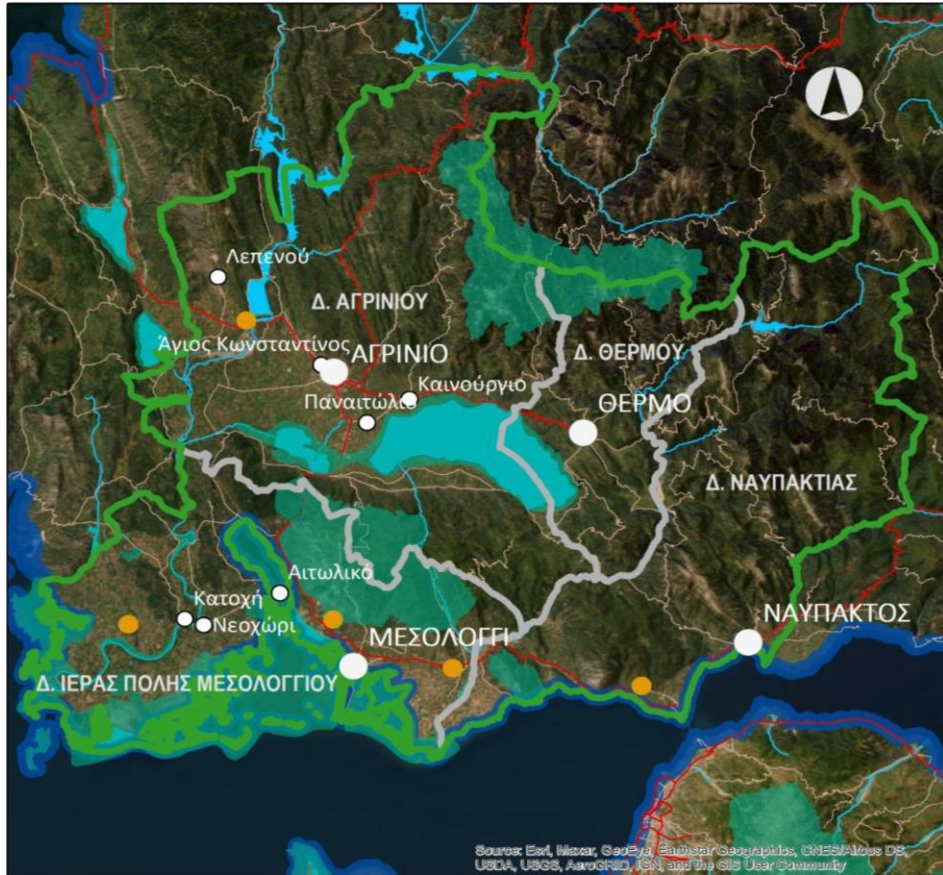 Λεπενού
Δ. ΑΓΡΙΝΙΟΥ
Άγιος Κωνσταντίνος
ΑΓΡΙΝΙΟ
Δ. ΘΕΡΜΟΥ
Καινούργιο
Παναιτώλιο
ΘΕΡΜΟ
Δ. ΝΑΥΠΑΚΤΙΑΣ
Αιτωλικό
Κατοχή
Νεοχώρι
ΜΕΣΟΛΟΓΓΙ
ΝΑΥΠΑΚΤΟΣ
Δ. ΙΕΡΑΣ ΠΟΛΗΣ ΜΕΣΟΛΟΓΓΙΟΥ
Source: Esri, Maxar, GeoEye, Earthstar Geographics, CNES/Airbus DS,
USDA, USGS, AeroGRID, IGN, and the GIS User Community